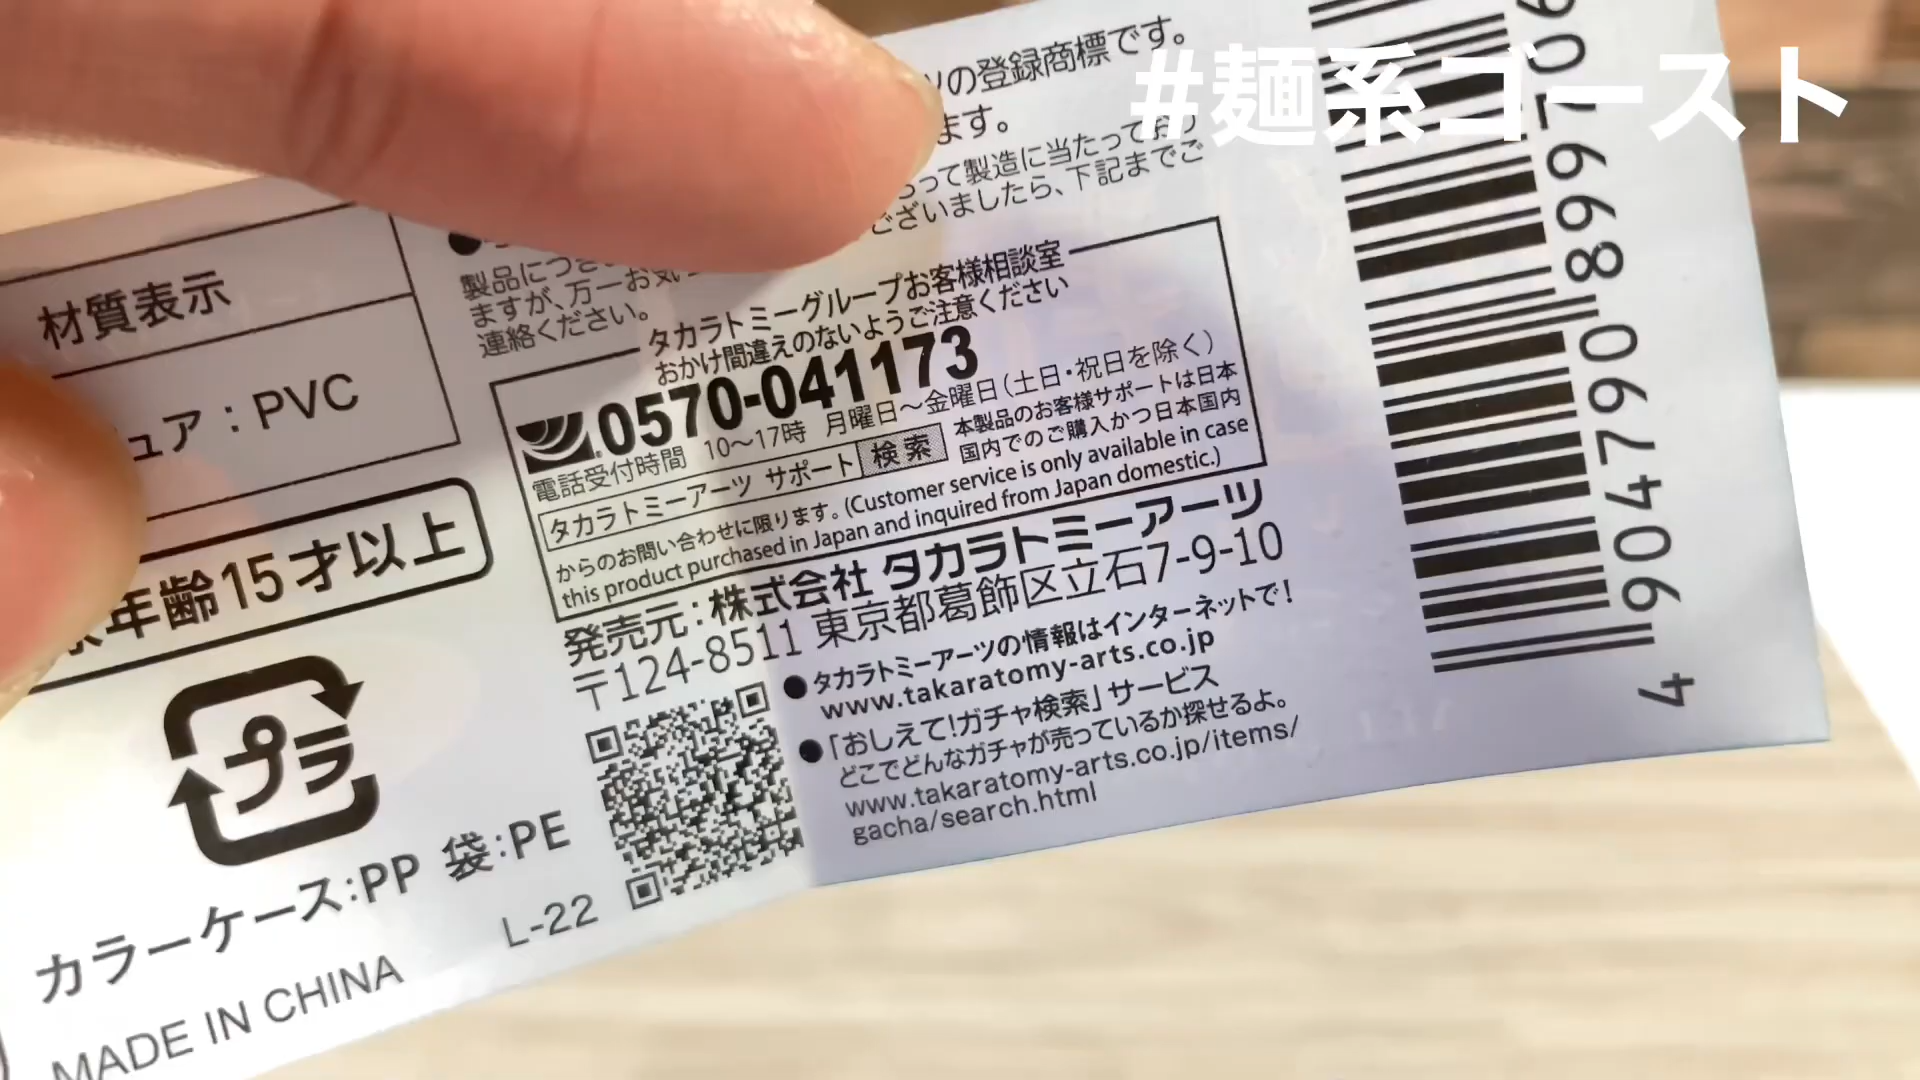 #麺系ゴースト
ツの登録商標です。
ます。
って製造に当たっており
ございましたら、下記までご
製品につき
ますが、万一お気
連絡ください。
材質表示
ュア：PVC
年齢15才以上
プラ
カラーケース:PP 袋:PE
MADE IN CHINA
L-22
タカラトミーグループお客様相談室
おかけ間違えのないようご注意ください
0570-041173
電話受付時間 10～17時 月曜日～金曜日（土日・祝日を除く）
タカラトミーアーツ サポート 検索
本製品のお客様サポートは日本
国内でのご購入かつ日本国内
からのお問い合わせに限ります。(Customer service is only available in case
this product purchased in Japan and inquired from Japan domestic.)
発売元：株式会社 タカラトミーアーツ
〒124-8511 東京都葛飾区立石7-9-10
●タカラトミーアーツの情報はインターネットで！
www.takaratomy-arts.co.jp
●「おしえて！ガチャ検索」サービス
どこでどんなガチャが売っているか探せるよ。
www.takaratomy-arts.co.jp/items/
gacha/search.html
904790 899206 4